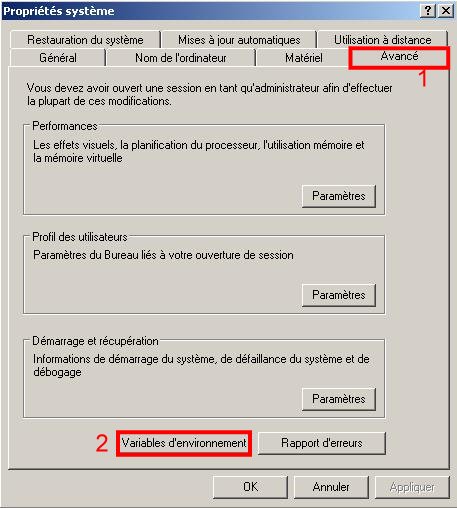 Propriétés système
Restauration du système Mises à jour automatiques Utilisation à distance
Général Nom de l'ordinateur Matériel Avancé
1
Vous devez avoir ouvert une session en tant qu'administrateur afin d'effectuer
la plupart de ces modifications.
Performances
Les effets visuels, la planification du processeur, l'utilisation mémoire et
la mémoire virtuelle
Paramètres
Profil des utilisateurs
Paramètres du Bureau liés à votre ouverture de session
Paramètres
Démarrage et récupération
Informations de démarrage du système, de défaillance du système et de
débogage
Paramètres
2 Variables d'environnement Rapport d'erreurs
OK Annuler Appliquer